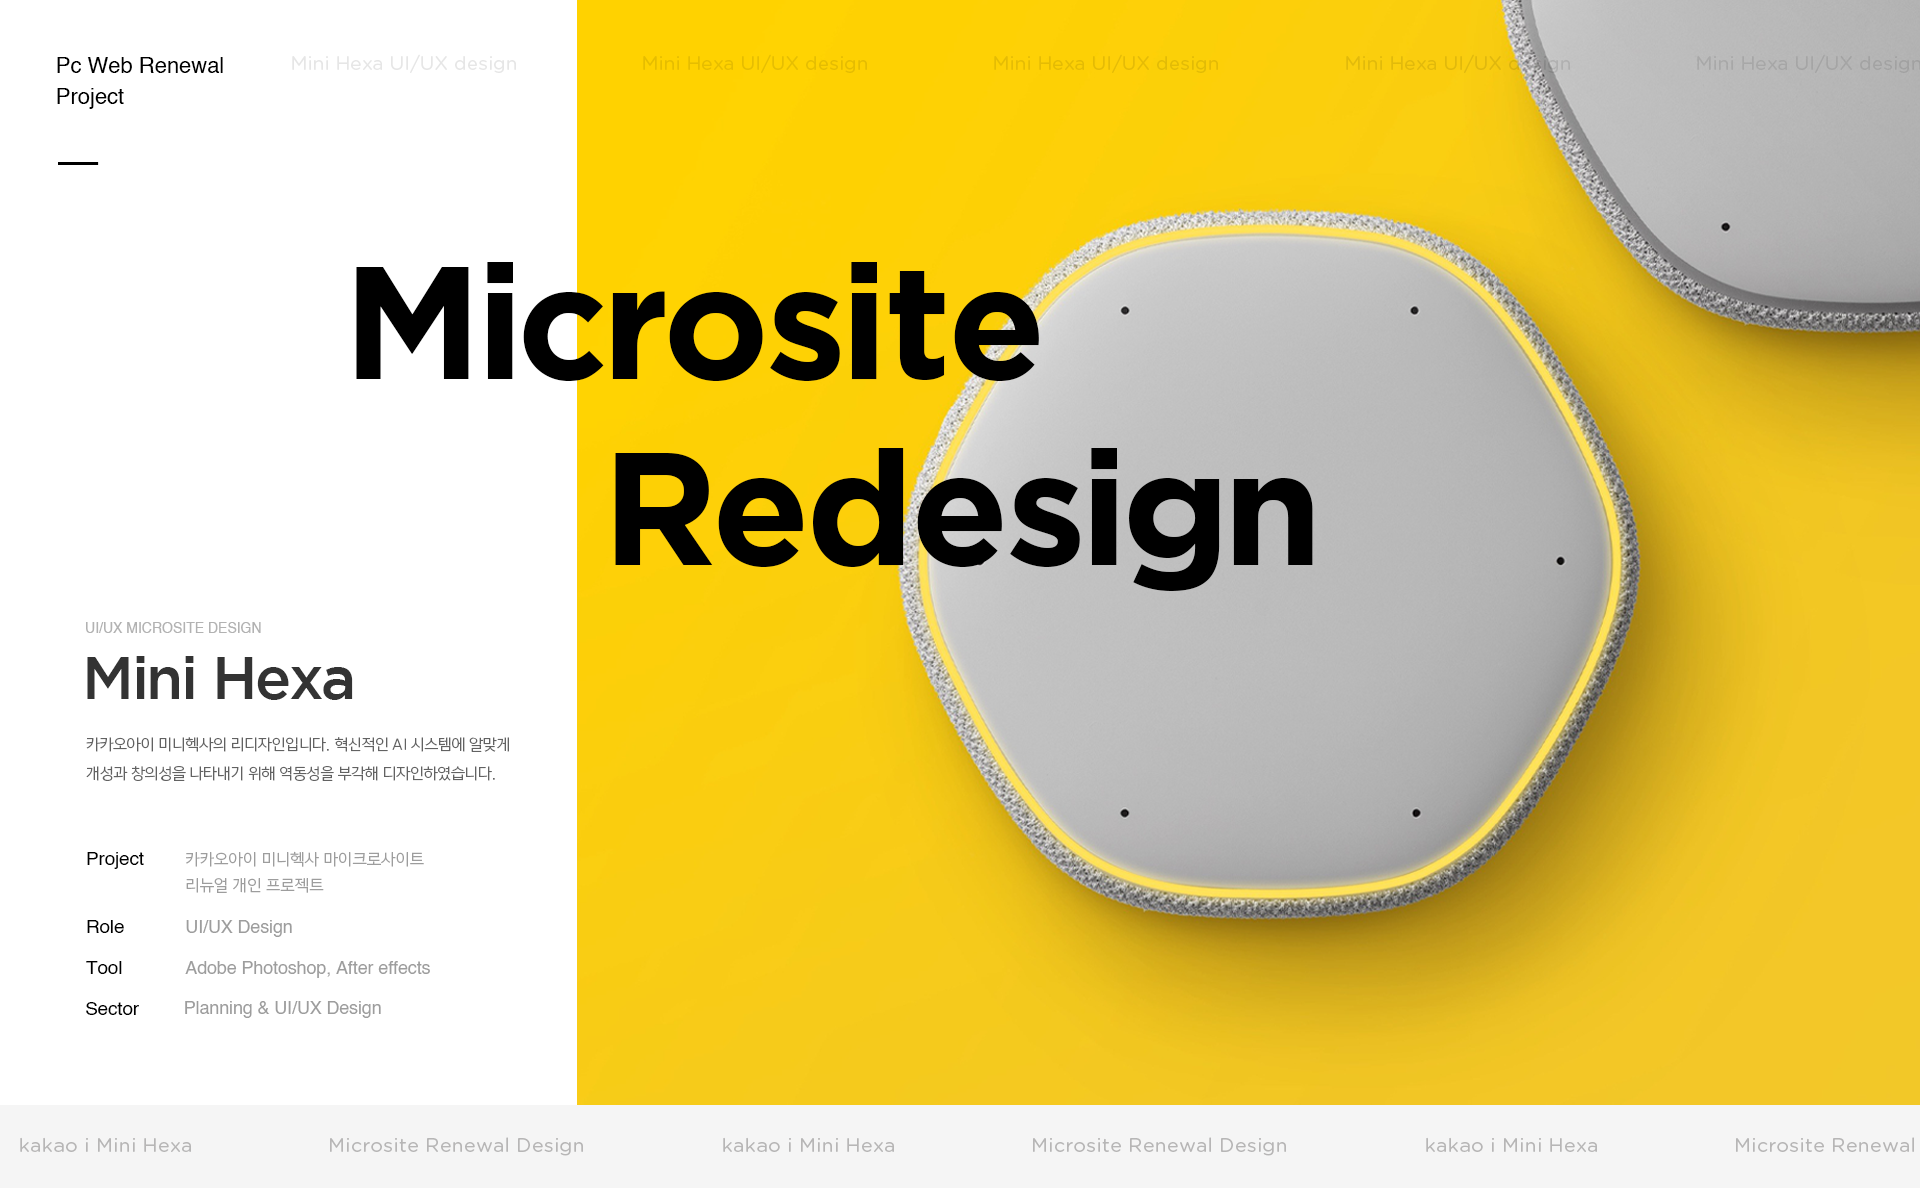 Pc Web Renewal
Project
Mini Hexa UI/UX design
Mini Hexa UI/UX design
Mini Hexa UI/UX design
Mini Hexa UI/UX design
Mini Hexa UI/UX design
Microsite
Redesign
UI/UX MICROSITE DESIGN
Mini Hexa
카카오아이 미니헥사의 리디자인입니다. 혁신적인 AI 시스템에 알맞게
개성과 창의성을 나타내기 위해 역동성을 부각해 디자인하였습니다.
Project 카카오아이 미니헥사 마이크로사이트
리뉴얼 개인 프로젝트
Role UI/UX Design
Tool Adobe Photoshop, After effects
Sector Planning & UI/UX Design
kakao i Mini Hexa Microsite Renewal Design kakao i Mini Hexa Microsite Renewal Design kakao i Mini Hexa Microsite Renewal